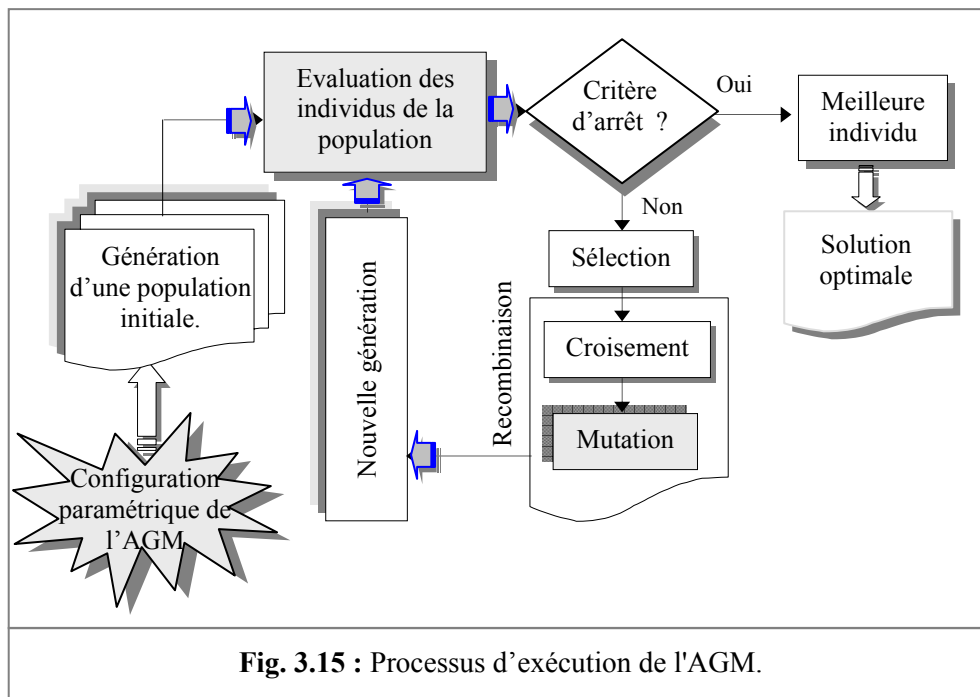 Evaluation des
individus de la
population
Critère
d’arrêt ?
Oui
Meilleure
individu
Solution
optimale
Non
Sélection
Recombinaison
Croisement
Mutation
Nouvelle génération
Génération
d’une population
initiale.
Configuration
paramétrique de
l’AGM
Fig. 3.15 : Processus d’exécution de l'AGM.